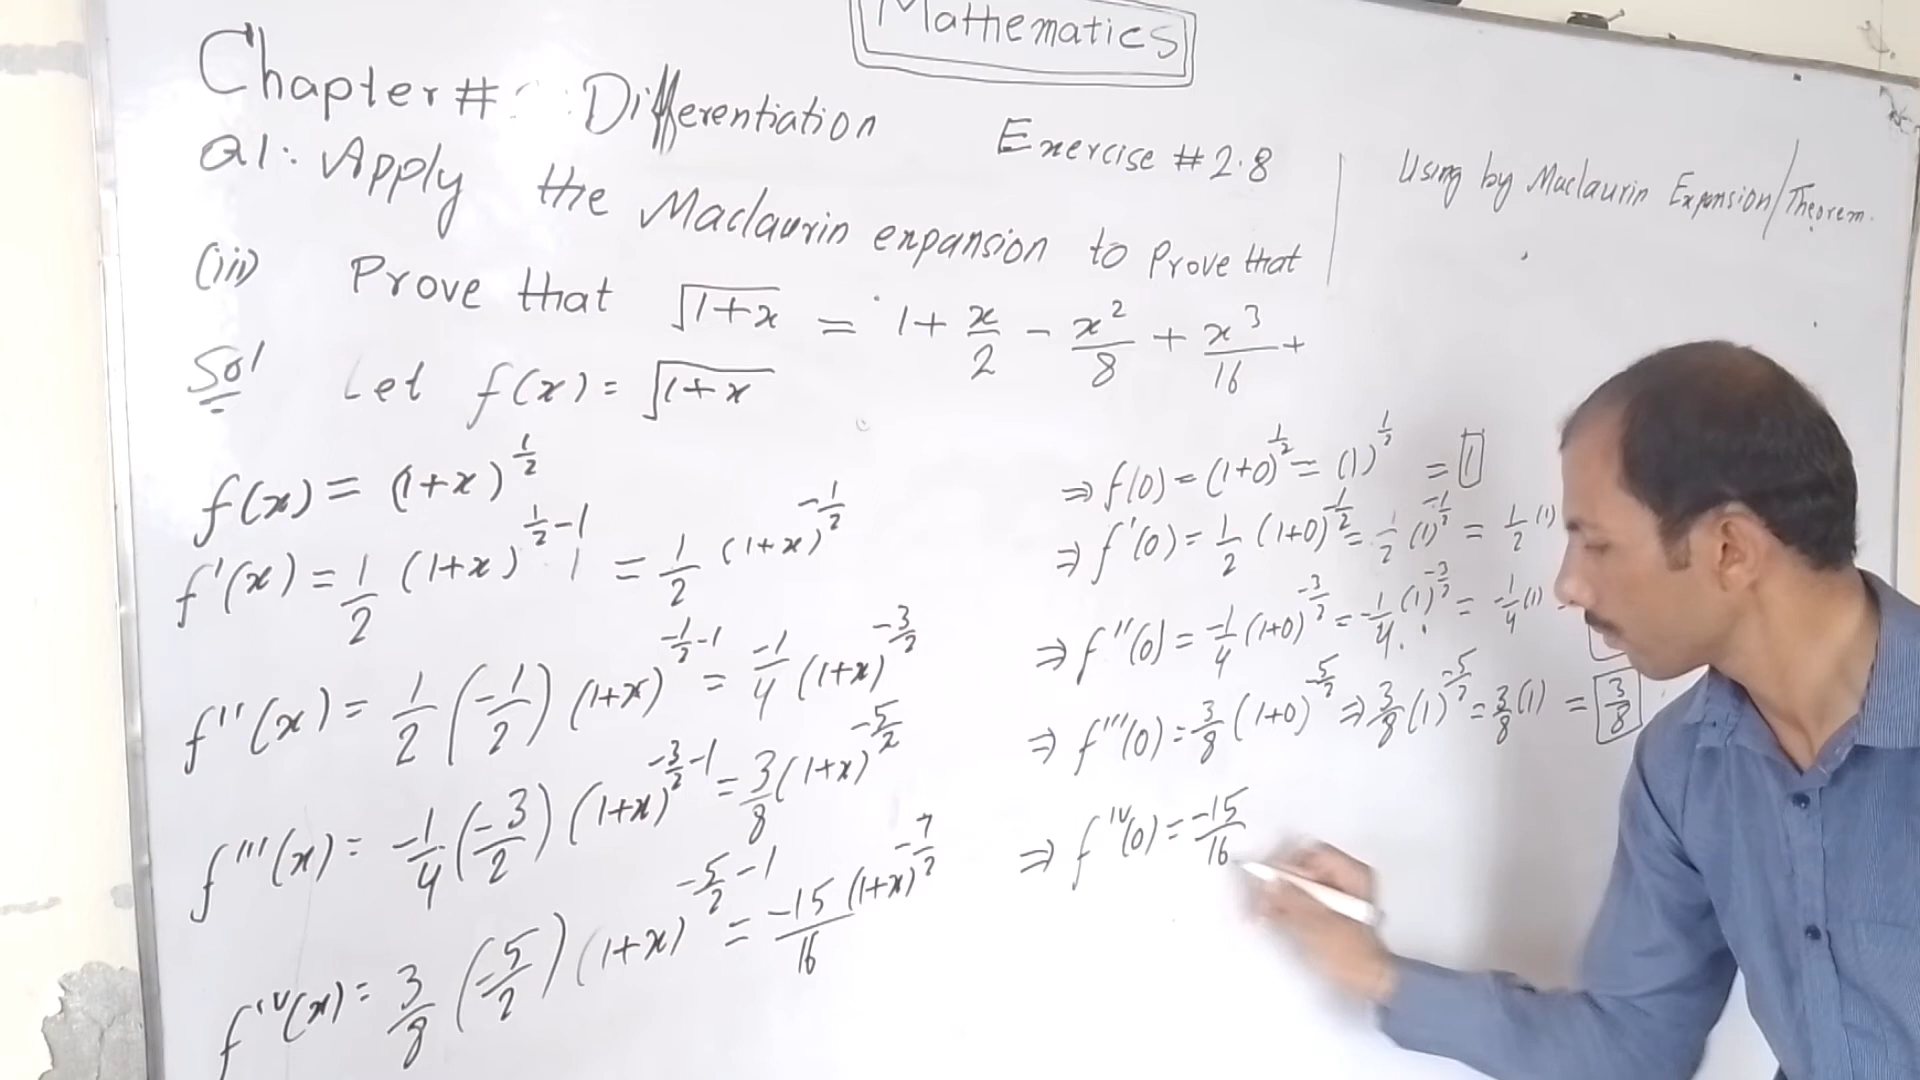 Mathematics
Chapter # Differentiation Exercise # 2.8
Q1: Apply the Maclaurin expansion to Prove that
Using by Maclaurin Expansion/Theorem.
(iii) Prove that √(1+x) = 1 + x/2 - x²/8 + x³/16 +
Sol Let f(x) = √(1+x)
f(x) = (1+x)^(1/2)
f'(x) = 1/2 (1+x)^(1/2-1) = 1/2 (1+x)^(-1/2)
f''(x) = 1/2 (-1/2) (1+x)^(-1/2-1) = -1/4 (1+x)^(-3/2)
f'''(x) = -1/4 (-3/2) (1+x)^(-3/2-1) = 3/8 (1+x)^(-5/2)
f^IV(x) = 3/8 (-5/2) (1+x)^(-5/2-1) = -15/16 (1+x)^(-7/2)
⇒ f(0) = (1+0)^(1/2) = (1)^(1/2) = 1
⇒ f'(0) = 1/2 (1+0)^(-1/2) = 1/2 (1)^(-1/2) = 1/2 (1)
⇒ f''(0) = -1/4 (1+0)^(-3/2) = -1/4 (1)^(-3/2) = -1/4 (1) =
⇒ f'''(0) = 3/8 (1+0)^(-5/2) ⇒ 3/8 (1)^(-5/2) = 3/8 (1) = 3/8
⇒ f^IV(0) = -15/16